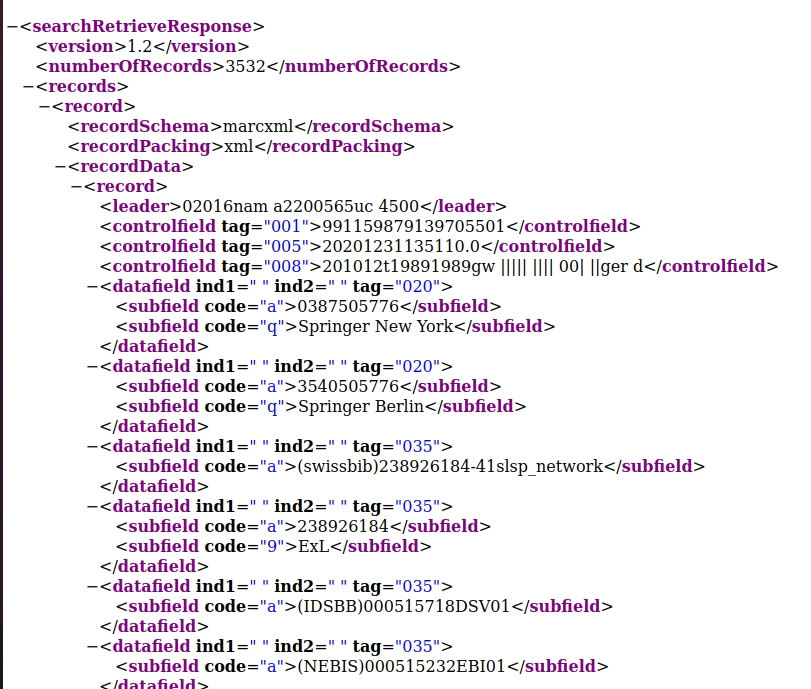 −<searchRetrieveResponse>
<version>1.2</version>
<numberOfRecords>3532</numberOfRecords>
−<records>
−<record>
<recordSchema>marcxml</recordSchema>
<recordPacking>xml</recordPacking>
−<recordData>
−<record>
<leader>02016nam a2200565uc 4500</leader>
<controlfield tag="001">991159879139705501</controlfield>
<controlfield tag="005">20201231135110.0</controlfield>
<controlfield tag="008">201012t19891989gw ||||| |||| 00| ||ger d</controlfield>
−<datafield ind1=" " ind2=" " tag="020">
<subfield code="a">0387505776</subfield>
<subfield code="q">Springer New York</subfield>
</datafield>
−<datafield ind1=" " ind2=" " tag="020">
<subfield code="a">3540505776</subfield>
<subfield code="q">Springer Berlin</subfield>
</datafield>
−<datafield ind1=" " ind2=" " tag="035">
<subfield code="a">(swissbib)238926184-41slsp_network</subfield>
</datafield>
−<datafield ind1=" " ind2=" " tag="035">
<subfield code="a">238926184</subfield>
<subfield code="9">ExL</subfield>
</datafield>
−<datafield ind1=" " ind2=" " tag="035">
<subfield code="a">(IDSBB)000515718DSV01</subfield>
</datafield>
−<datafield ind1=" " ind2=" " tag="035">
<subfield code="a">(NEBIS)000515232EBI01</subfield>
</datafield>